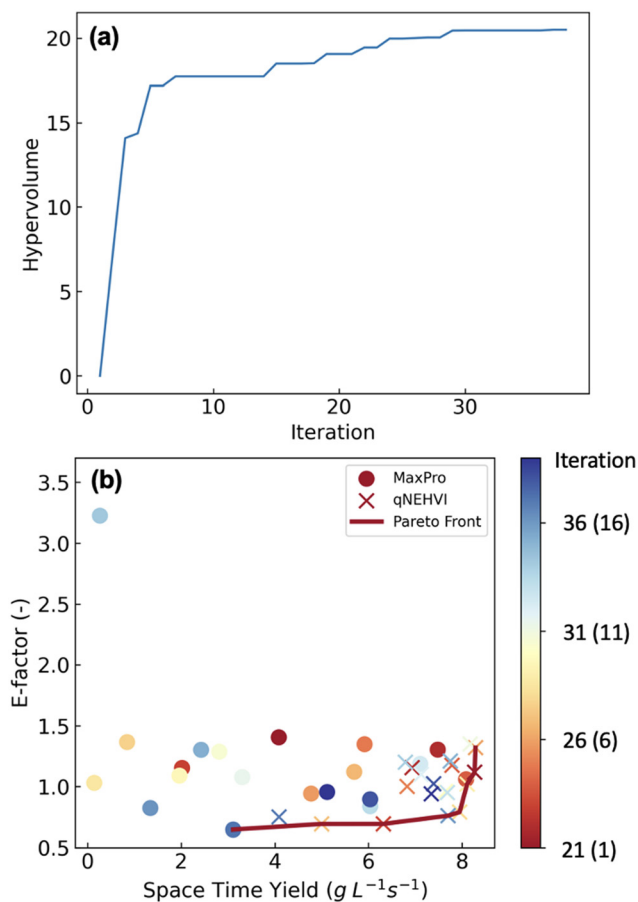 (a)
20
15
10
5
0
Hypervolume
0 10 20 30
Iteration
(b)
MaxPro
qNEHVI
Pareto Front
3.5
3.0
2.5
2.0
1.5
1.0
0.5
E-factor (-)
0 2 4 6 8
Space Time Yield (g L⁻¹s⁻¹)
Iteration
36 (16)
31 (11)
26 (6)
21 (1)